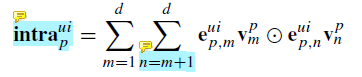 intra_p^{ui} = \sum_{m=1}^{d} \sum_{n=m+1}^{d} e_{p,m}^{ui} v_m^p \odot e_{p,n}^{ui} v_n^p